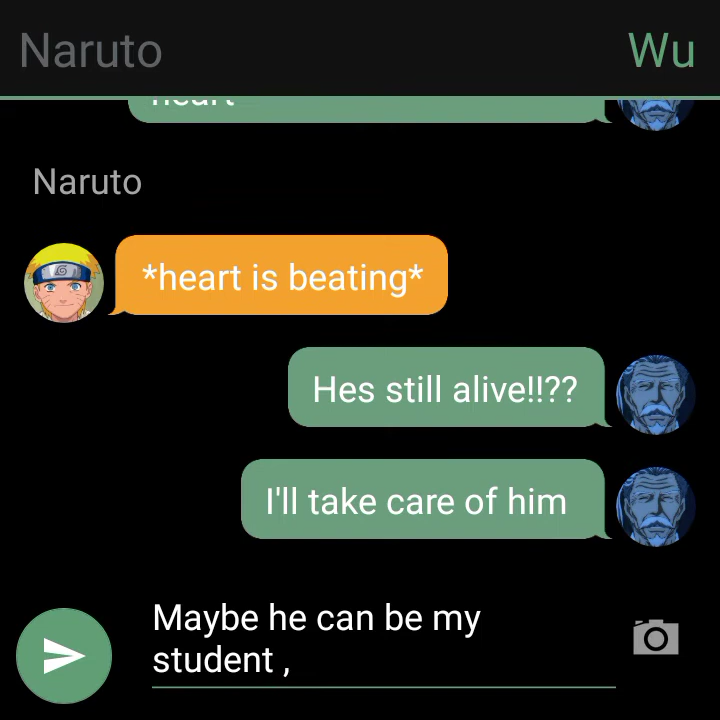 Naruto
Wu
heart
Naruto
*heart is beating*
Hes still alive!!??
I'll take care of him
Maybe he can be my
student ,